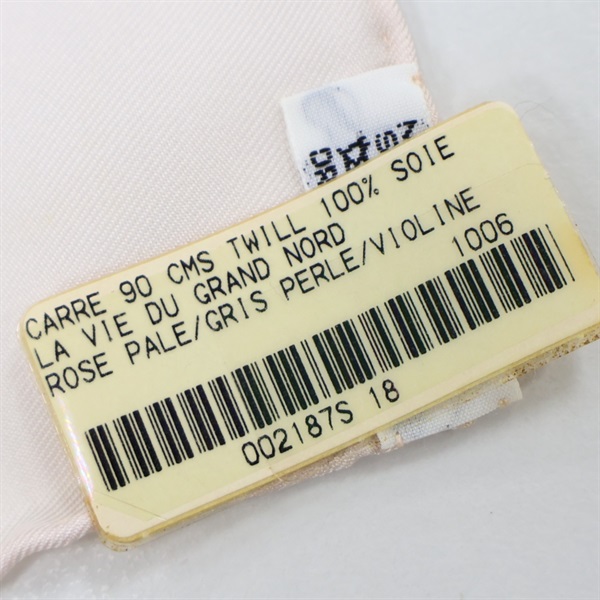 CARRE 90 CMS TWILL 100% SOIE
LA VIE DU GRAND NORD
ROSE PALE/GRIS PERLE/VIOLINE
1006
002187S 18